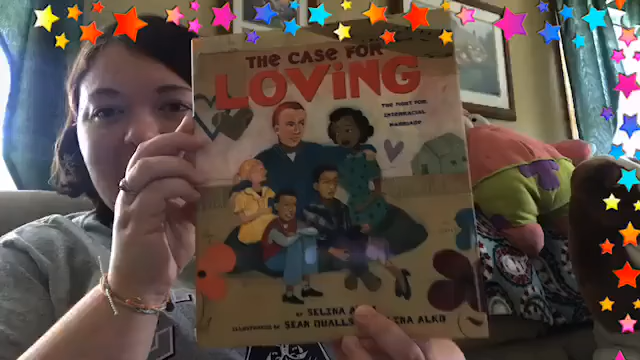 THE CASE FOR
LOViNG
THE FIGHT FOR
INTERRACIAL
MARRIAGE
BY SELINA
ILLUSTRATED BY SEAN QUALLS ALKO